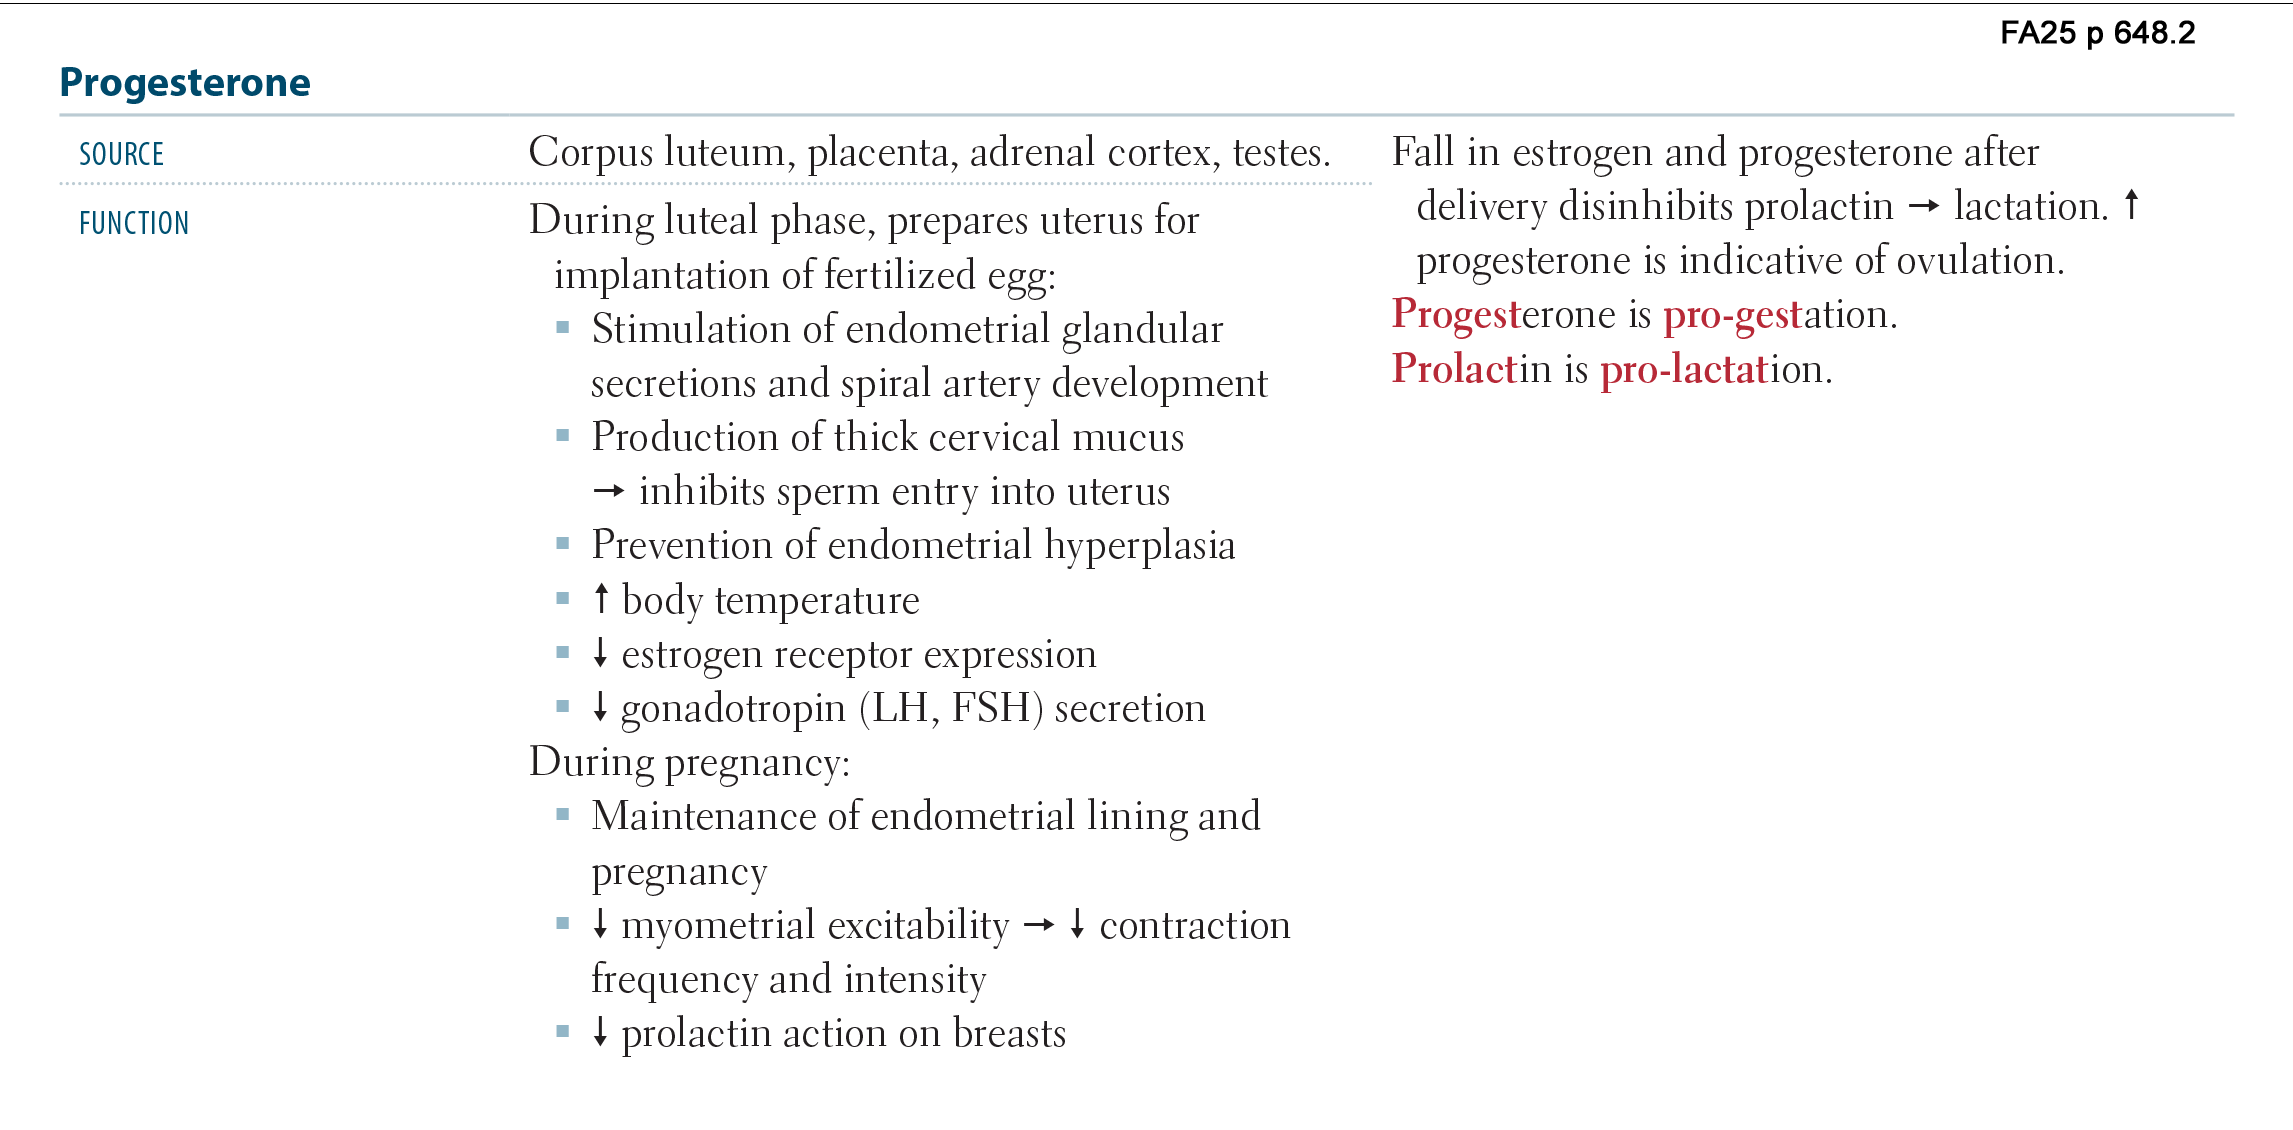 FA25 p 648.2
Progesterone
SOURCE
Corpus luteum, placenta, adrenal cortex, testes.
FUNCTION
During luteal phase, prepares uterus for
implantation of fertilized egg:
▪ Stimulation of endometrial glandular
secretions and spiral artery development
▪ Production of thick cervical mucus
→ inhibits sperm entry into uterus
▪ Prevention of endometrial hyperplasia
▪ ↑ body temperature
▪ ↓ estrogen receptor expression
▪ ↓ gonadotropin (LH, FSH) secretion
During pregnancy:
▪ Maintenance of endometrial lining and
pregnancy
▪ ↓ myometrial excitability → ↓ contraction
frequency and intensity
▪ ↓ prolactin action on breasts
Fall in estrogen and progesterone after
delivery disinhibits prolactin → lactation. ↑
progesterone is indicative of ovulation.
Progesterone is pro-gestation.
Prolactin is pro-lactation.